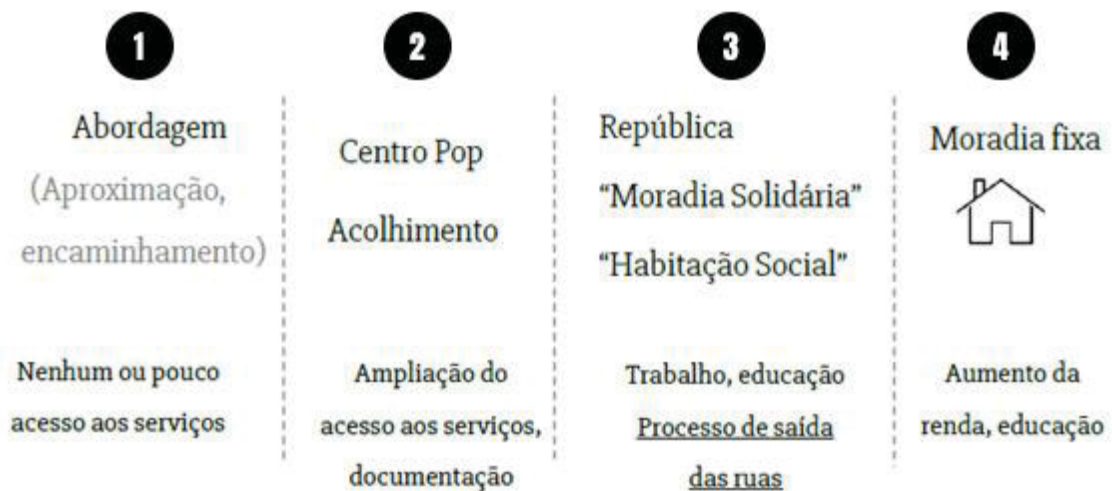 1
Abordagem
(Aproximação,
encaminhamento)
Nenhum ou pouco
acesso aos serviços
2
Centro Pop
Acolhimento
Ampliação do
acesso aos serviços,
documentação
3
República
“Moradia Solidária”
“Habitação Social”
Trabalho, educação
Processo de saída
das ruas
4
Moradia fixa
Aumento da
renda, educação